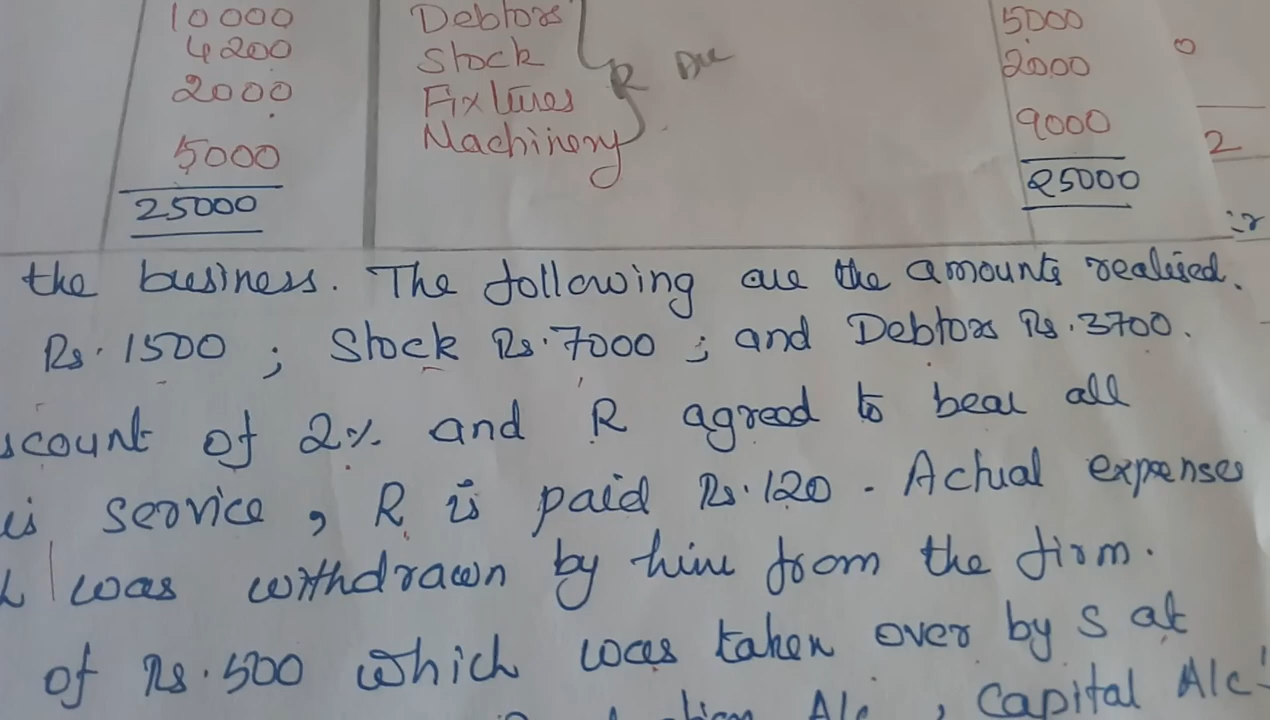 10000 Debtors 5000
4200 Stock 2000
2000 Fixtures R
Machinery 9000
5000 25000
25000
the business. The following are the amounts realised.
Rs. 1500 ; Stock Rs. 7000 ; and Debtors Rs. 3700.
scount of 2% and R agreed to bear all
is service, R is paid Rs. 120. Actual expenses
was withdrawn by him from the firm.
of Rs. 500 which was taken over by S at
A/c, Capital A/c